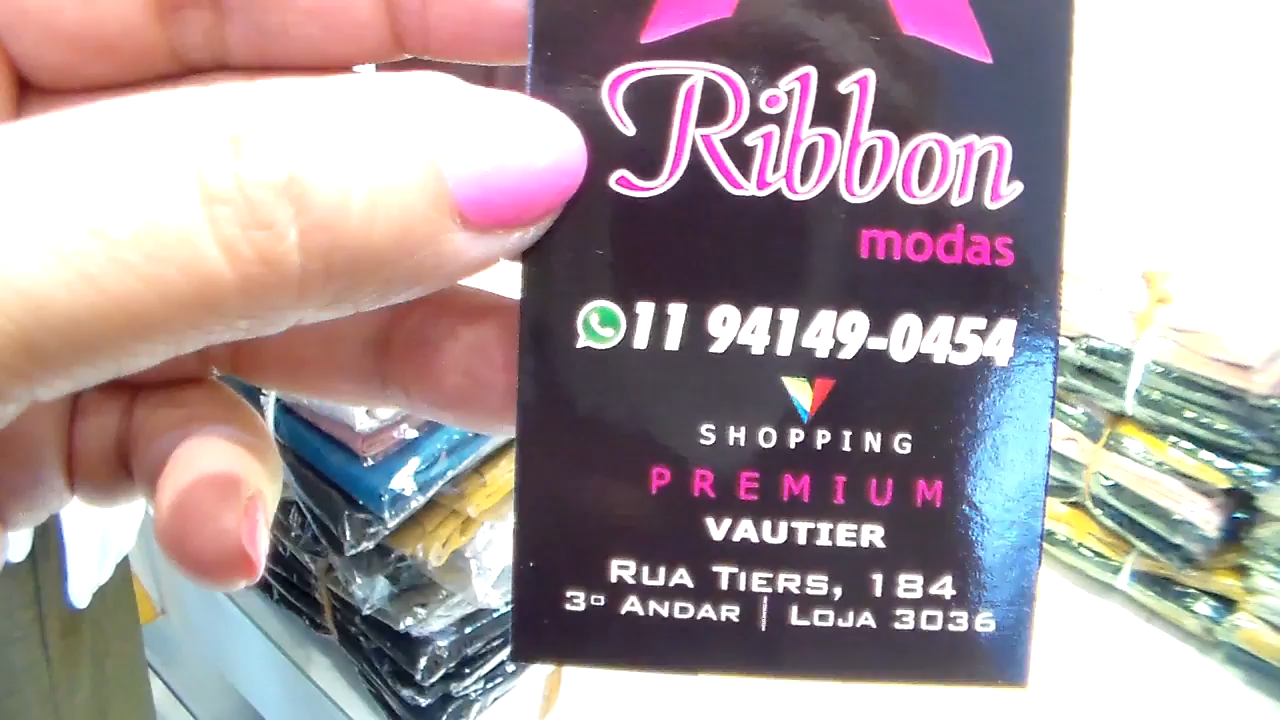 Ribbon
modas
11 94149-0454
SHOPPING
PREMIUM
VAUTIER
RUA TIERS, 184
3º ANDAR | LOJA 3036